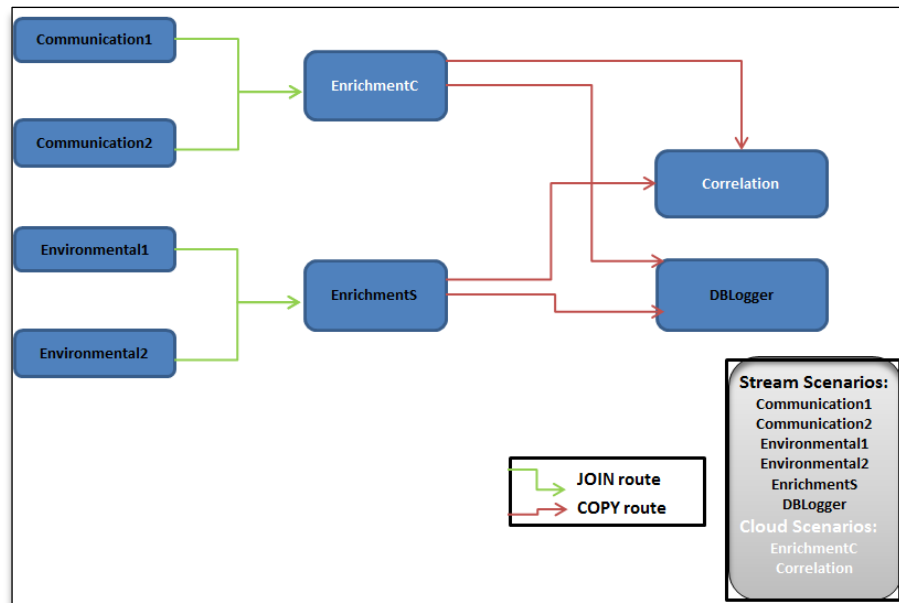 Communication1
EnrichmentC
Communication2
Correlation
Environmental1
EnrichmentS
DBLogger
Environmental2
Stream Scenarios:
Communication1
Communication2
Environmental1
Environmental2
EnrichmentS
DBLogger
Cloud Scenarios:
EnrichmentC
Correlation
JOIN route
COPY route